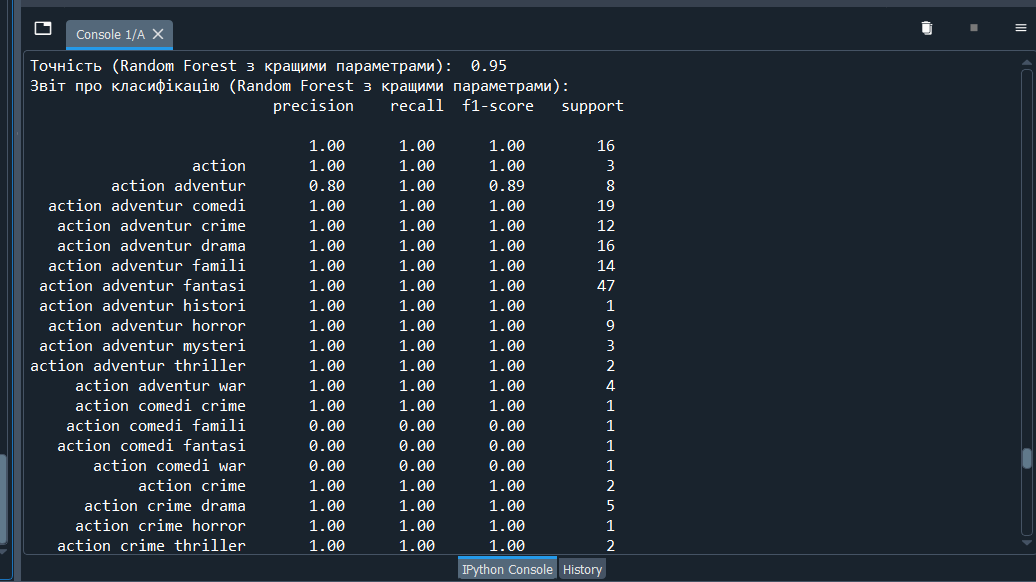 Console 1/A
Точність (Random Forest з кращими параметрами):  0.95
Звіт про класифікацію (Random Forest з кращими параметрами):
precision    recall  f1-score   support
1.00      1.00      1.00        16
action       1.00      1.00      1.00         3
action adventur       0.80      1.00      0.89         8
action adventur comedi       1.00      1.00      1.00        19
action adventur crime       1.00      1.00      1.00        12
action adventur drama       1.00      1.00      1.00        16
action adventur famili       1.00      1.00      1.00        14
action adventur fantasi       1.00      1.00      1.00        47
action adventur histori       1.00      1.00      1.00         1
action adventur horror       1.00      1.00      1.00         9
action adventur mysteri       1.00      1.00      1.00         3
action adventur thriller       1.00      1.00      1.00         2
action adventur war       1.00      1.00      1.00         4
action comedi crime       1.00      1.00      1.00         1
action comedi famili       0.00      0.00      0.00         1
action comedi fantasi       0.00      0.00      0.00         1
action comedi war       0.00      0.00      0.00         1
action crime       1.00      1.00      1.00         2
action crime drama       1.00      1.00      1.00         5
action crime horror       1.00      1.00      1.00         1
action crime thriller       1.00      1.00      1.00         2
IPython Console History